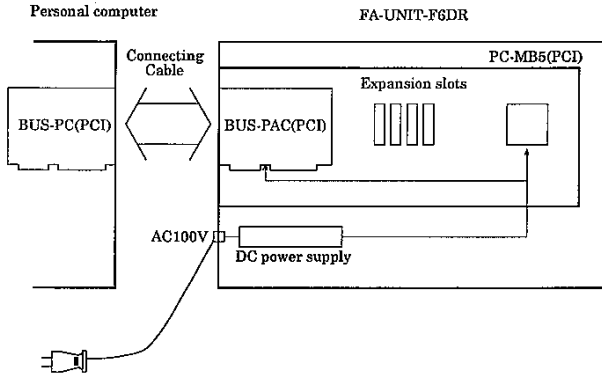 Personal computer
FA-UNIT-F6DR
PC-MB5(PCI)
Connecting
Cable
Expansion slots
BUS-PC(PCI)
BUS-PAC(PCI)
AC100V
DC power supply